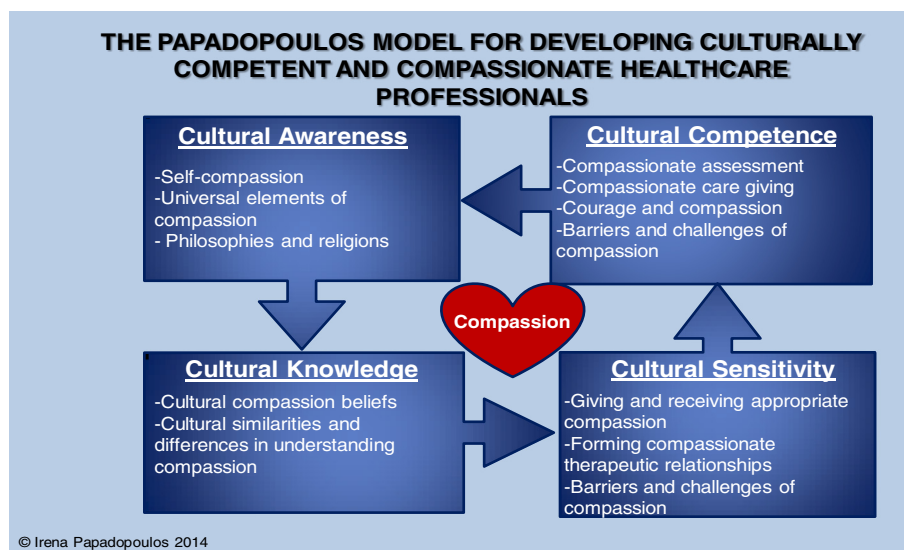 THE PAPADOPOULOS MODEL FOR DEVELOPING CULTURALLY
COMPETENT AND COMPASSIONATE HEALTHCARE
PROFESSIONALS
Cultural Awareness
-Self-compassion
-Universal elements of
compassion
- Philosophies and religions
Cultural Competence
-Compassionate assessment
-Compassionate care giving
-Courage and compassion
-Barriers and challenges of
compassion
Compassion
Cultural Knowledge
-Cultural compassion beliefs
-Cultural similarities and
differences in understanding
compassion
Cultural Sensitivity
-Giving and receiving appropriate
compassion
-Forming compassionate
therapeutic relationships
-Barriers and challenges of
compassion
© Irena Papadopoulos 2014